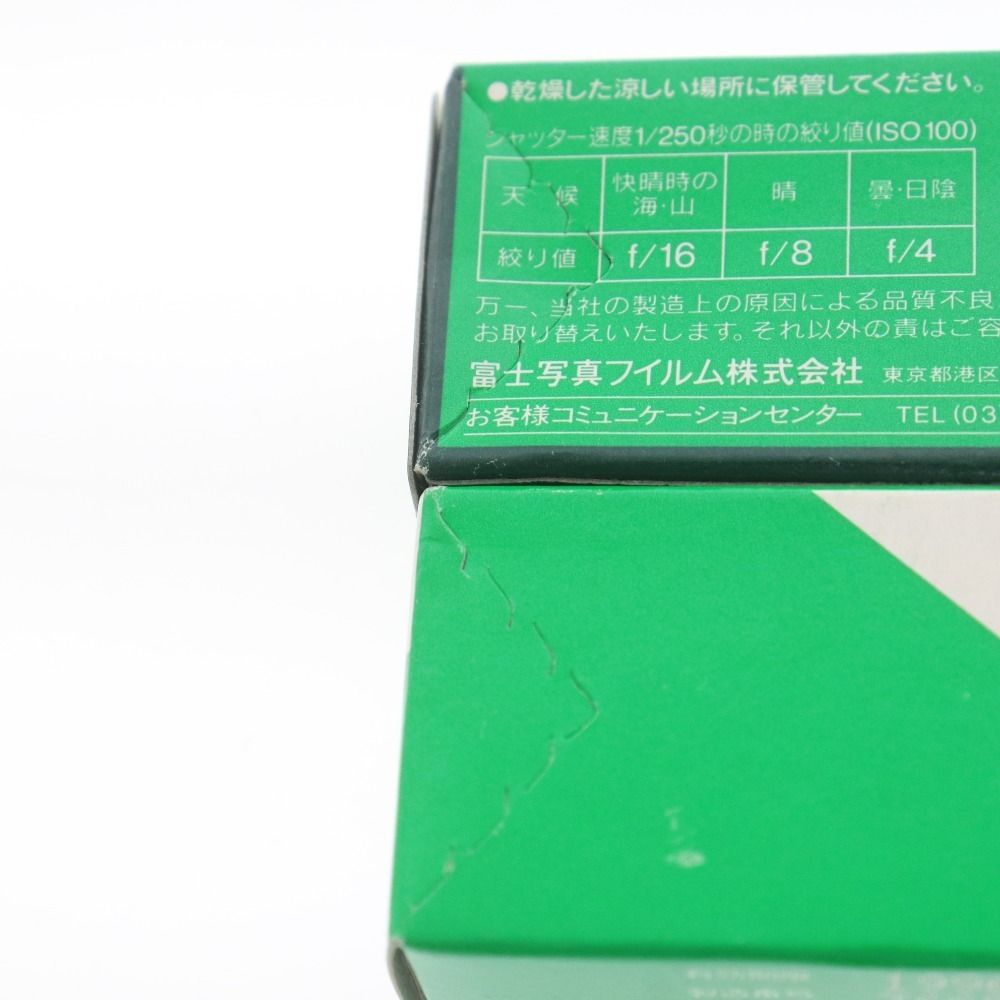 ●乾燥した涼しい場所に保管してください。
シャッター速度1/250秒の時の絞り値(ISO100)
天候 快晴時の海・山 晴 曇・日陰
絞り値 f/16 f/8 f/4
万一、当社の製造上の原因による品質不良
お取り替えいたします。それ以外の責はご容
富士写真フイルム株式会社 東京都港区
お客様コミュニケーションセンター TEL(03